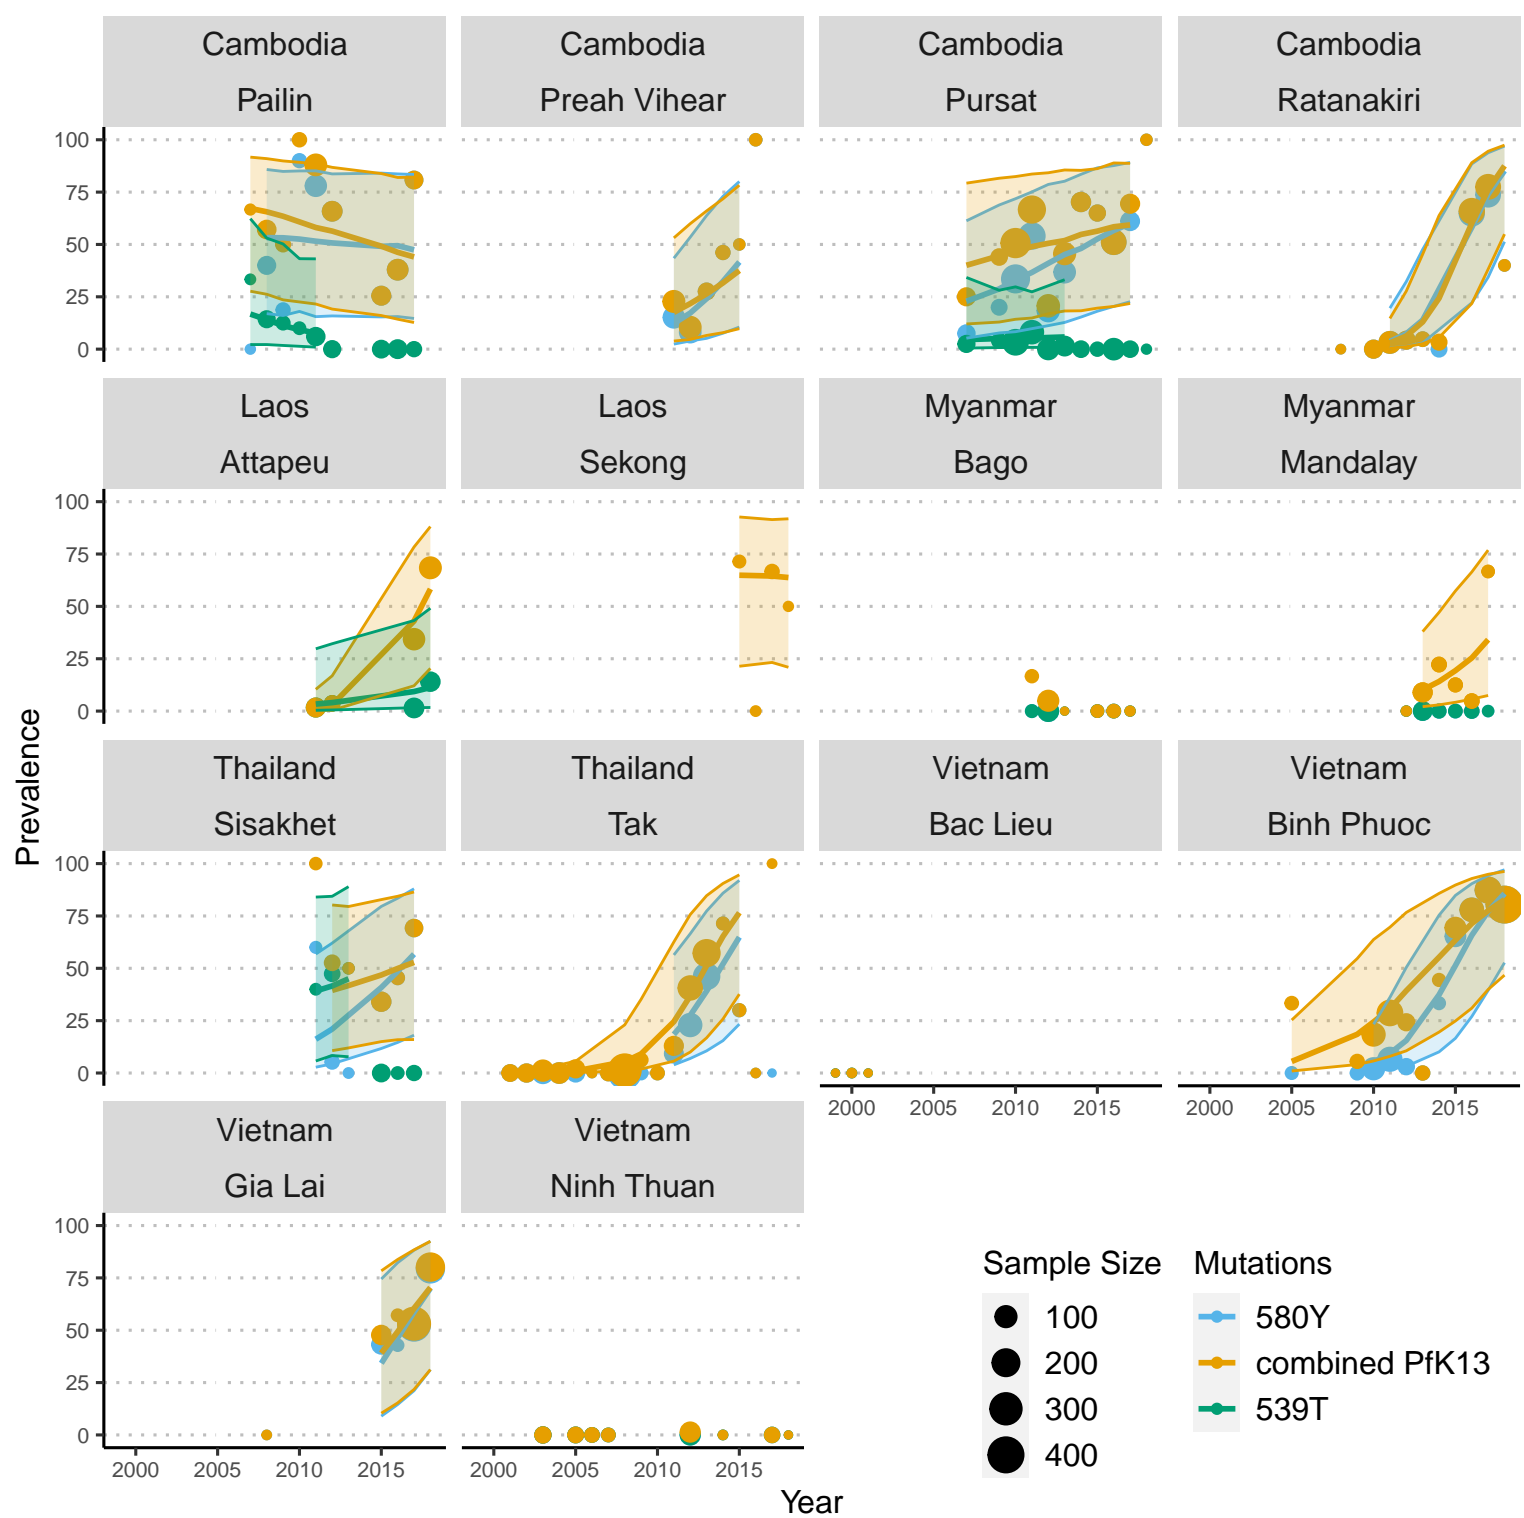 Cambodia
Pailin
Cambodia
Preah Vihear
Cambodia
Pursat
Cambodia
Ratanakiri
100
75
50
25
0
Laos
Attapeu
Laos
Sekong
Myanmar
Bago
Myanmar
Mandalay
100
75
50
25
0
Prevalence
Thailand
Sisakhet
Thailand
Tak
Vietnam
Bac Lieu
Vietnam
Binh Phuoc
100
75
50
25
0
2000 2005 2010 2015
2000 2005 2010 2015
Vietnam
Gia Lai
Vietnam
Ninh Thuan
100
75
50
25
0
2000 2005 2010 2015
2000 2005 2010 2015
Year
Sample Size
100
200
300
400
Mutations
580Y
combined PfK13
539T